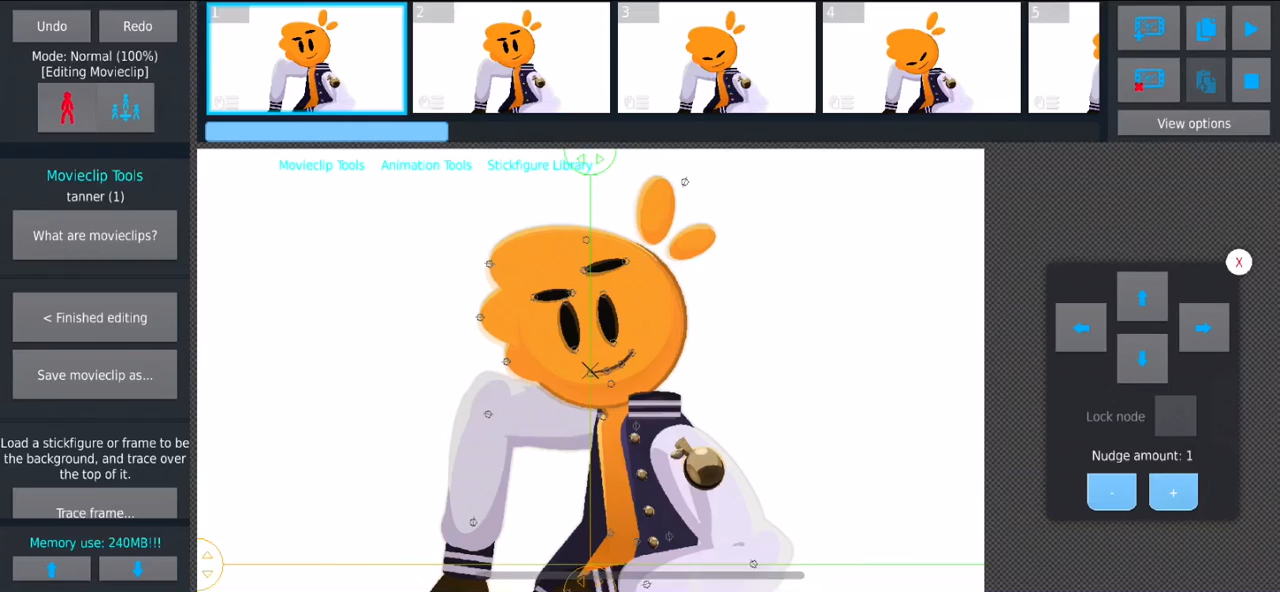 Undo
Redo
Mode: Normal (100%)
[Editing Movieclip]
Movieclip Tools
tanner (1)
What are movieclips?
< Finished editing
Save movieclip as...
Load a stickfigure or frame to be
the background, and trace over
the top of it.
Trace frame...
Memory use: 240MB!!!
1
2
3
4
5
View options
Movieclip Tools
Animation Tools
Stickfigure Library
X
Lock node
Nudge amount: 1
-
+